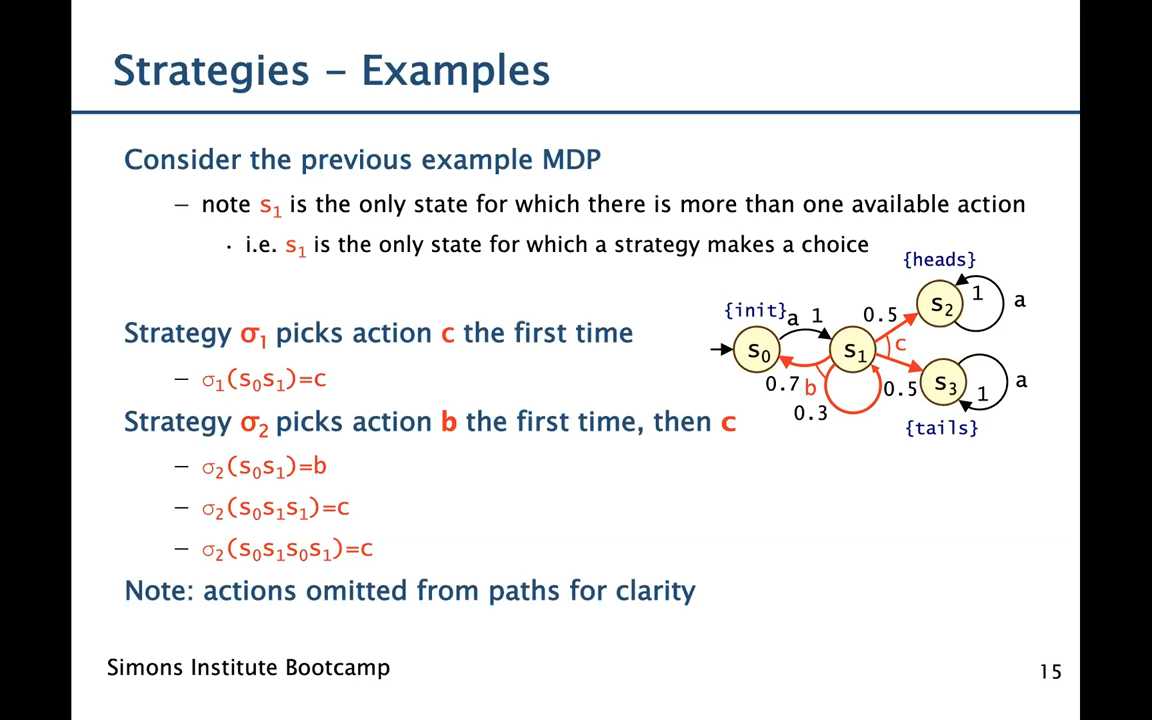 Strategies – Examples
Consider the previous example MDP
– note s₁ is the only state for which there is more than one available action
· i.e. s₁ is the only state for which a strategy makes a choice
Strategy σ₁ picks action c the first time
– σ₁(s₀s₁)=c
Strategy σ₂ picks action b the first time, then c
– σ₂(s₀s₁)=b
– σ₂(s₀s₁s₁)=c
– σ₂(s₀s₁s₀s₁)=c
Note: actions omitted from paths for clarity
{heads}
{init} a 1 0.5 s₂ 1 a
s₀ s₁ c
0.7 b 0.5 s₃ 1 a
0.3
{tails}
Simons Institute Bootcamp
15